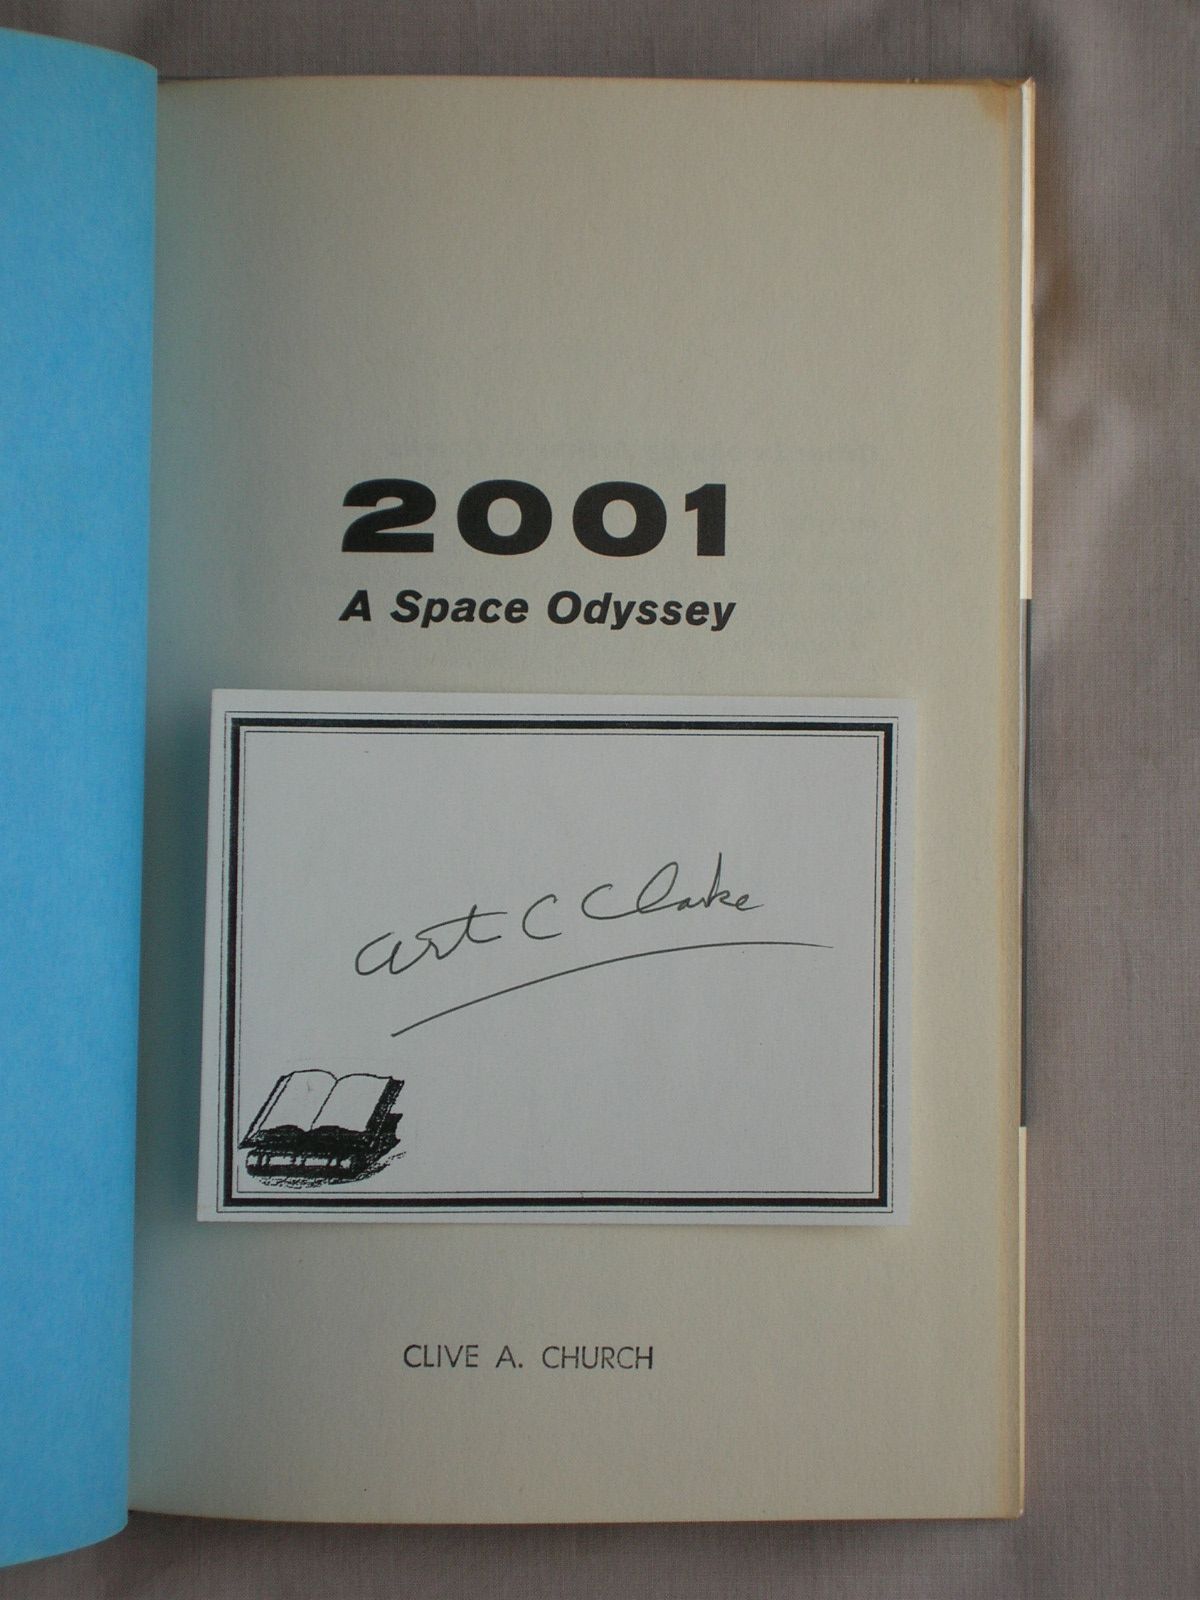 2001
A Space Odyssey
Art C Clarke
CLIVE A. CHURCH